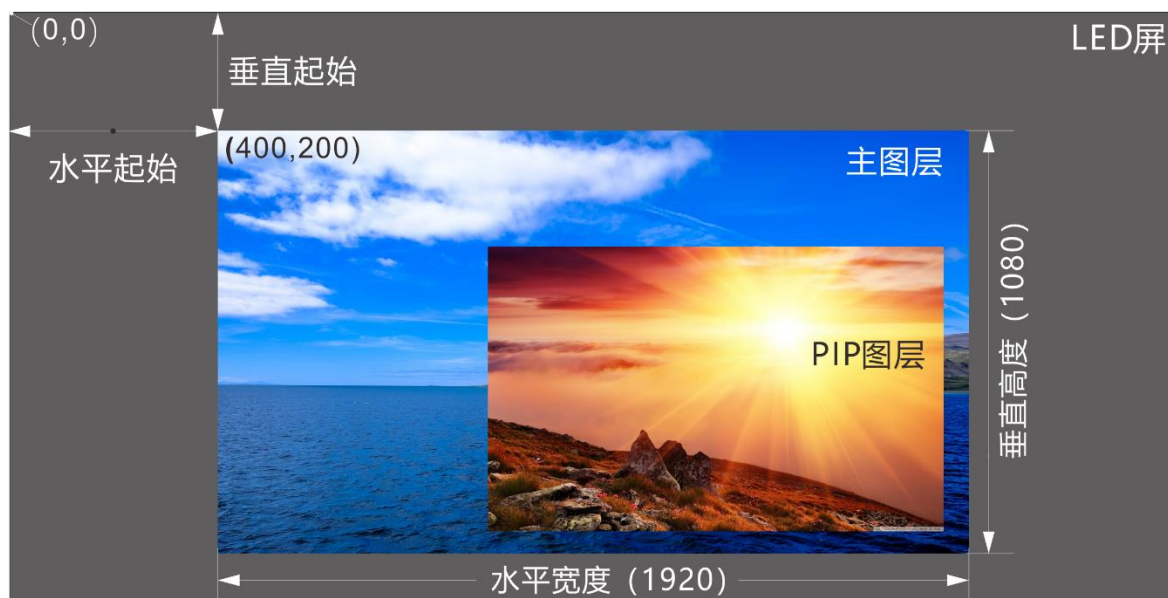 (0,0)
LED屏
垂直起始
水平起始
(400,200)
主图层
PIP图层
垂直高度（1080）
水平宽度（1920）